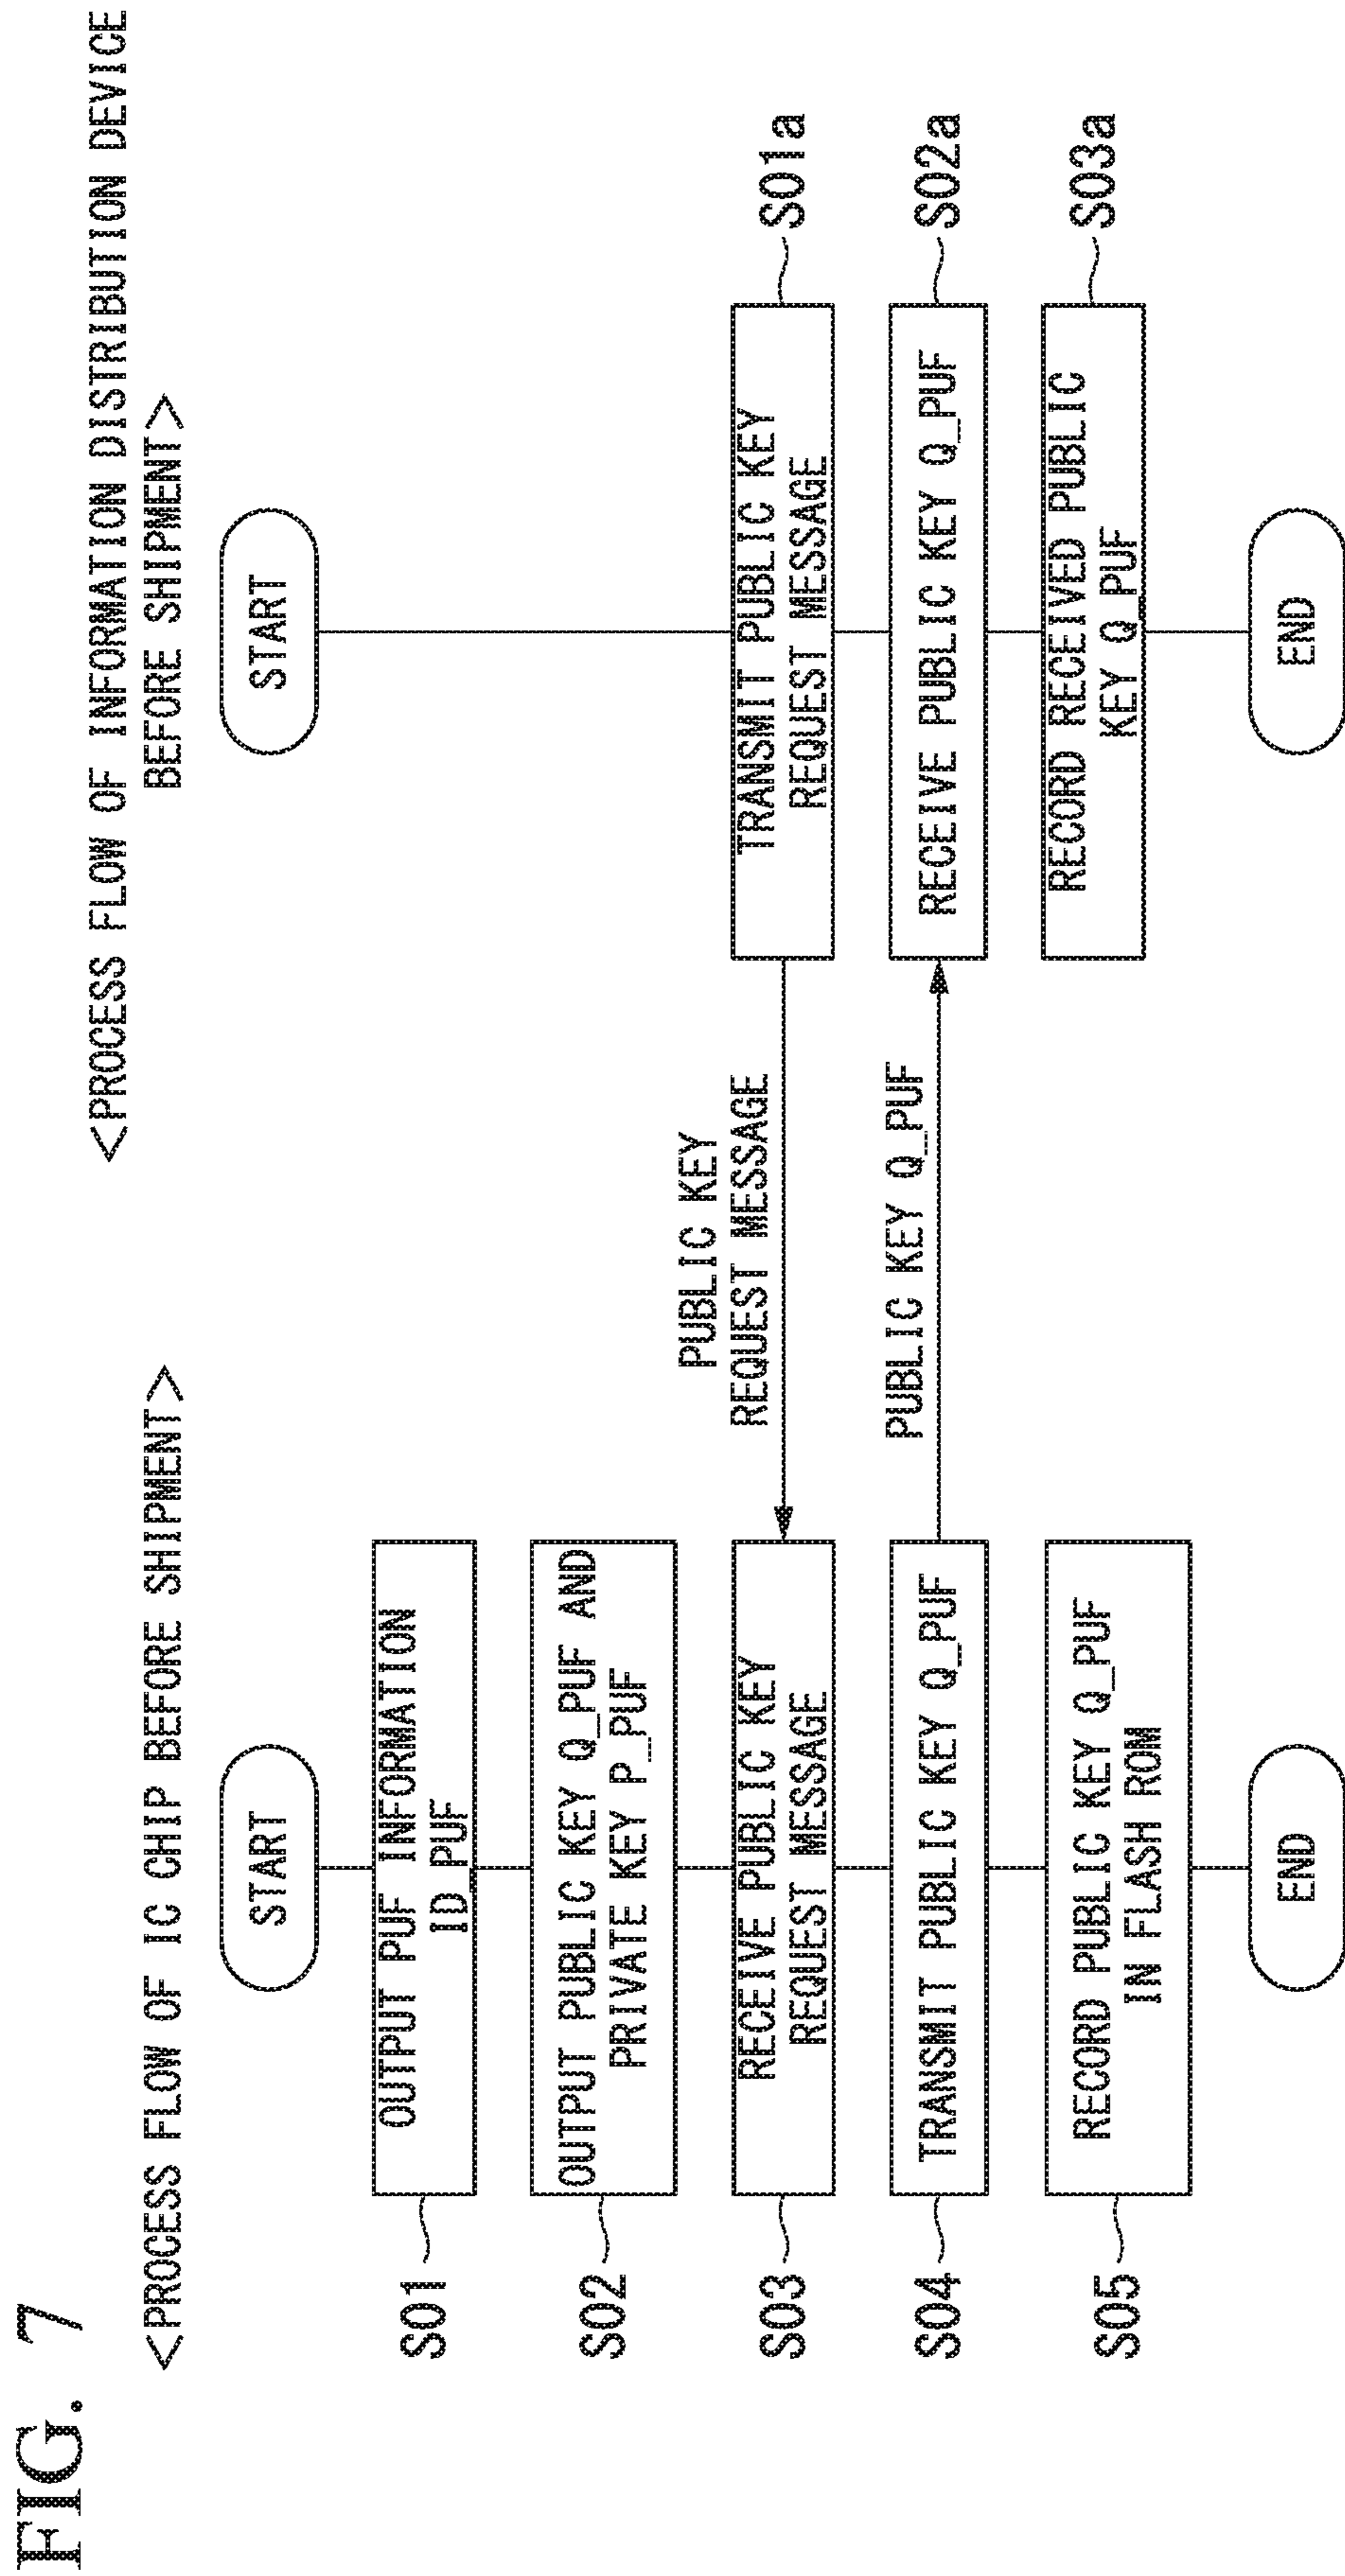 FIG. 7
<PROCESS FLOW OF IC CHIP BEFORE SHIPMENT>
START
S01
OUTPUT PUF INFORMATION
ID_PUF
S02
OUTPUT PUBLIC KEY Q_PUF AND
PRIVATE KEY P_PUF
S03
RECEIVE PUBLIC KEY
REQUEST MESSAGE
S04
TRANSMIT PUBLIC KEY Q_PUF
S05
RECORD PUBLIC KEY Q_PUF
IN FLASH ROM
END
PUBLIC KEY
REQUEST MESSAGE
PUBLIC KEY Q_PUF
<PROCESS FLOW OF INFORMATION DISTRIBUTION DEVICE
BEFORE SHIPMENT>
START
TRANSMIT PUBLIC KEY
REQUEST MESSAGE
S01a
RECEIVE PUBLIC KEY Q_PUF
S02a
RECORD RECEIVED PUBLIC
KEY Q_PUF
S03a
END